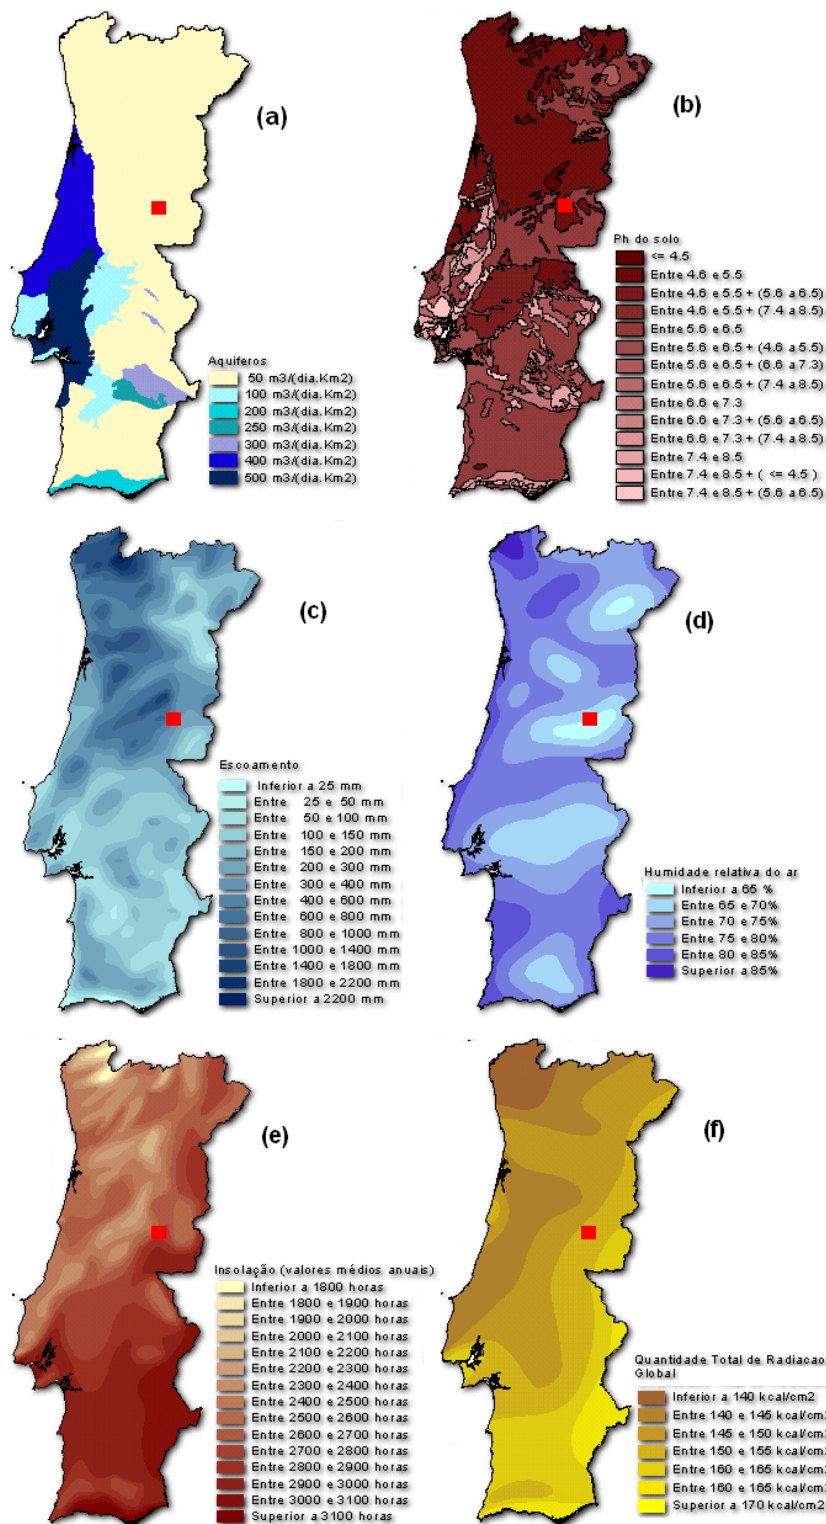 (a)
Aquiferos
50 m3/(dia.Km2)
100 m3/(dia.Km2)
200 m3/(dia.Km2)
250 m3/(dia.Km2)
300 m3/(dia.Km2)
400 m3/(dia.Km2)
500 m3/(dia.Km2)
(b)
Ph do solo
<= 4.5
Entre 4.6 e 5.5
Entre 4.6 e 5.5 + (5.6 a 6.5)
Entre 4.6 e 5.5 + (7.4 a 8.5)
Entre 5.6 e 6.5
Entre 5.6 e 6.5 + (4.6 a 5.5)
Entre 5.6 e 6.5 + (6.6 a 7.3)
Entre 5.6 e 6.5 + (7.4 a 8.5)
Entre 6.6 e 7.3
Entre 6.6 e 7.3 + (5.6 a 6.5)
Entre 6.6 e 7.3 + (7.4 a 8.5)
Entre 7.4 e 8.5
Entre 7.4 e 8.5 + ( <= 4.5 )
Entre 7.4 e 8.5 + (5.6 a 6.5)
(c)
Escoamento
Inferior a 25 mm
Entre 25 e 50 mm
Entre 50 e 100 mm
Entre 100 e 150 mm
Entre 150 e 200 mm
Entre 200 e 300 mm
Entre 300 e 400 mm
Entre 400 e 600 mm
Entre 600 e 800 mm
Entre 800 e 1000 mm
Entre 1000 e 1400 mm
Entre 1400 e 1800 mm
Entre 1800 e 2200 mm
Superior a 2200 mm
(d)
Humidade relativa do ar
Inferior a 65 %
Entre 65 e 70%
Entre 70 e 75%
Entre 75 e 80%
Entre 80 e 85%
Superior a 85%
(e)
Insolação (valores médios anuais)
Inferior a 1800 horas
Entre 1800 e 1900 horas
Entre 1900 e 2000 horas
Entre 2000 e 2100 horas
Entre 2100 e 2200 horas
Entre 2200 e 2300 horas
Entre 2300 e 2400 horas
Entre 2400 e 2500 horas
Entre 2500 e 2600 horas
Entre 2600 e 2700 horas
Entre 2700 e 2800 horas
Entre 2800 e 2900 horas
Entre 2900 e 3000 horas
Entre 3000 e 3100 horas
Superior a 3100 horas
(f)
Quantidade Total de Radiacao
Global
Inferior a 140 kcal/cm2
Entre 140 e 145 kcal/cm2
Entre 145 e 150 kcal/cm2
Entre 150 e 155 kcal/cm2
Entre 160 e 165 kcal/cm2
Entre 160 e 165 kcal/cm2
Superior a 170 kcal/cm2